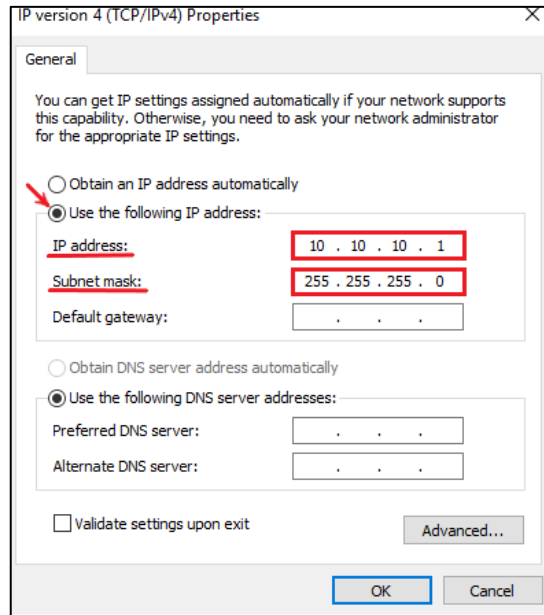 IP version 4 (TCP/IPv4) Properties
General
You can get IP settings assigned automatically if your network supports
this capability. Otherwise, you need to ask your network administrator
for the appropriate IP settings.
Obtain an IP address automatically
Use the following IP address:
IP address: 10 . 10 . 10 . 1
Subnet mask: 255 . 255 . 255 . 0
Default gateway: . . .
Obtain DNS server address automatically
Use the following DNS server addresses:
Preferred DNS server: . . .
Alternate DNS server: . . .
Validate settings upon exit
Advanced...
OK Cancel